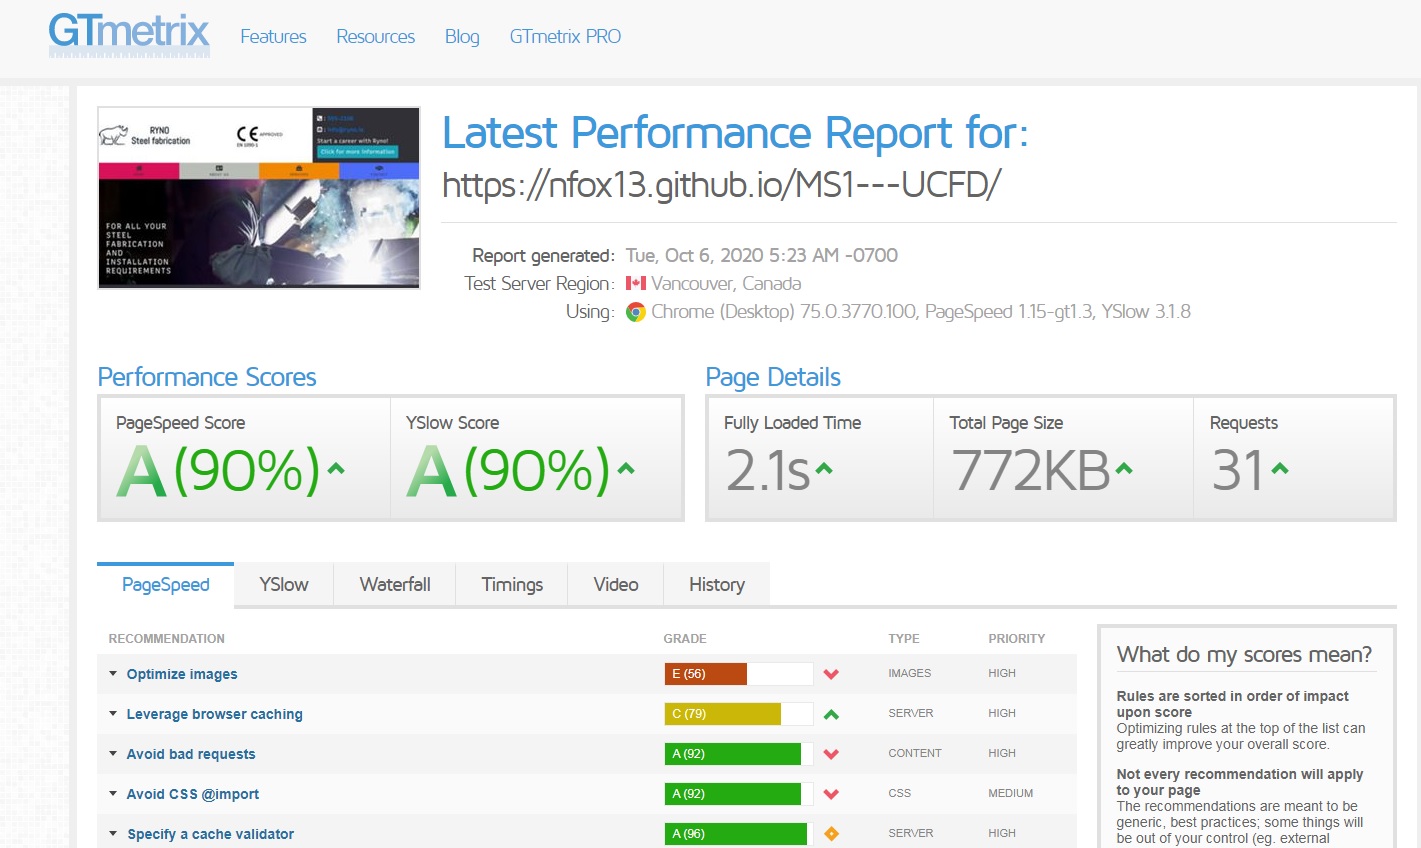 GTmetrix
Features Resources Blog GTmetrix PRO
RYNO
Steel fabrication
CE APPROVED
EN 1090-1
Start a career with Ryno!
Click for more information
FOR ALL YOUR
STEEL
FABRICATION
AND
INSTALLATION
REQUIREMENTS
Latest Performance Report for:
https://nfox13.github.io/MS1---UCFD/
Report generated: Tue, Oct 6, 2020 5:23 AM -0700
Test Server Region: Vancouver, Canada
Using: Chrome (Desktop) 75.0.3770.100, PageSpeed 1.15-gt1.3, YSlow 3.1.8
Performance Scores
PageSpeed Score YSlow Score
A (90%) A (90%)
Page Details
Fully Loaded Time Total Page Size Requests
2.1s 772KB 31
PageSpeed YSlow Waterfall Timings Video History
RECOMMENDATION GRADE TYPE PRIORITY
Optimize images E (56) IMAGES HIGH
Leverage browser caching C (79) SERVER HIGH
Avoid bad requests A (92) CONTENT HIGH
Avoid CSS @import A (92) CSS MEDIUM
Specify a cache validator A (96) SERVER HIGH
What do my scores mean?
Rules are sorted in order of impact
upon score
Optimizing rules at the top of the list can
greatly improve your overall score.
Not every recommendation will apply
to your page
The recommendations are meant to be
generic, best practices; some things will
be out of your control (eg. external